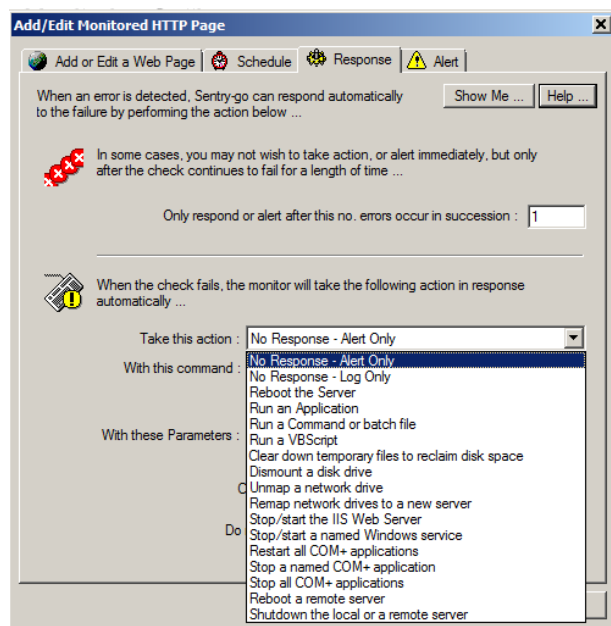 Add/Edit Monitored HTTP Page
Add or Edit a Web Page
Schedule
Response
Alert
When an error is detected, Sentry-go can respond automatically
to the failure by performing the action
below ...
Show Me ...
Help ...
In some cases, you may not wish to take action, or alert immediately, but only
after the check continues to fail for a length of time ...
Only respond or alert after this no. errors occur in succession :
1
When the check fails, the monitor will take the following action in response
automatically ...
Take this action :
No Response - Alert Only
With this command :
No Response - Alert Only
No Response - Log Only
Reboot the Server
Run an Application
Run a Command or batch file
With these Parameters :
Run a VBScript
Clear down temporary files to reclaim disk space
Dismount a disk drive
Unmap a network drive
Remap network drives to a new server
Stop/start the IIS Web Server
Do
Stop/start a named Windows service
Restart all COM+ applications
Stop a named COM+ application
Stop all COM+ applications
Reboot a remote server
Shutdown the local or a remote server